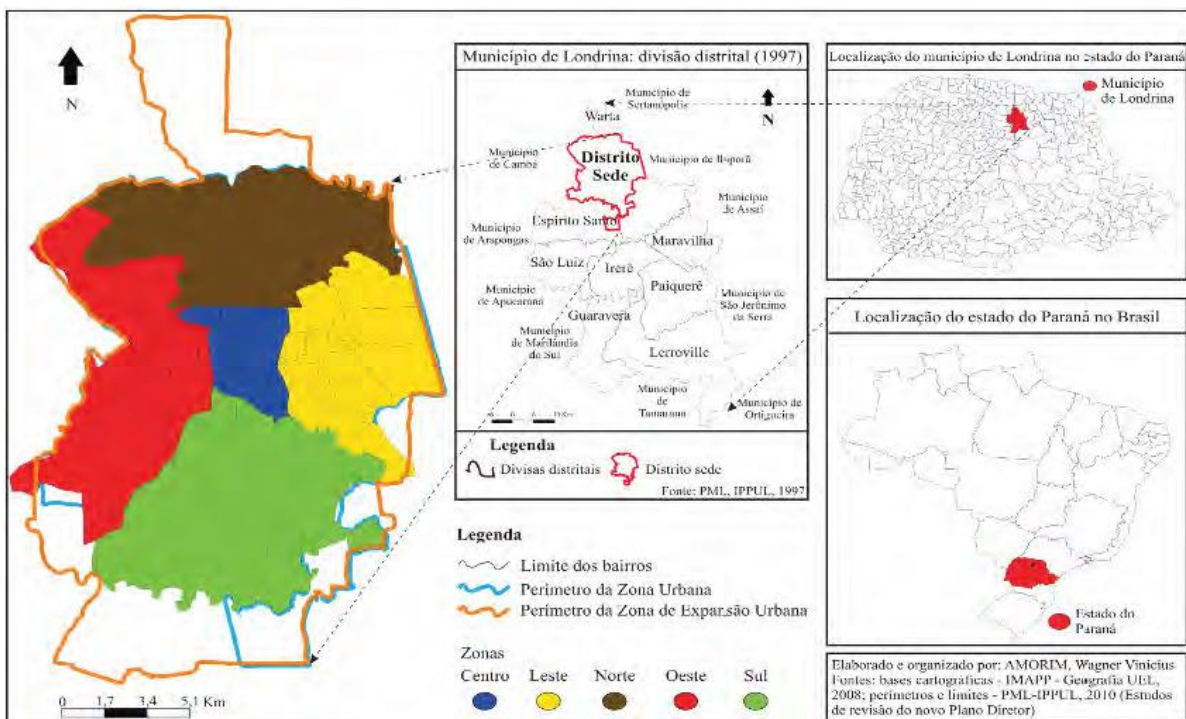 N
0 1,7 3,4 5,1 Km
Município de Londrina: divisão distrital (1997)
Município de
Sertanópolis
N
Warta
Município
de Cambé
Distrito
Sede
Município de Ibiporã
Município
de Assaí
Espírito Santo
Município
de Arapongas
Maravilha
São Luiz
Irerê
Paiquerê
Município
de Apucarana
Município de
São Jerônimo
da Serra
Guaravera
Município
de Marilândia
do Sul
Lerroville
Município
de
Tamarana
Município de
Ortigueira
Legenda
Divisas distritais
Distrito sede
Fonte: PML, IPPUL, 1997
Legenda
Limite dos bairros
Perímetro da Zona Urbana
Perímetro da Zona de Expansão Urbana
Zonas
Centro Leste Norte Oeste Sul
Localização do município de Londrina no estado do Paraná
Município
de Londrina
Localização do estado do Paraná no Brasil
Estado do
Paraná
Elaborado e organizado por: AMORIM, Wagner Vinicius
Fontes: bases cartográficas - IMAPP - Geografia UEL,
2008; perímetros e limites - PML-IPPUL, 2010 (Estudos
de revisão do novo Plano Diretor)